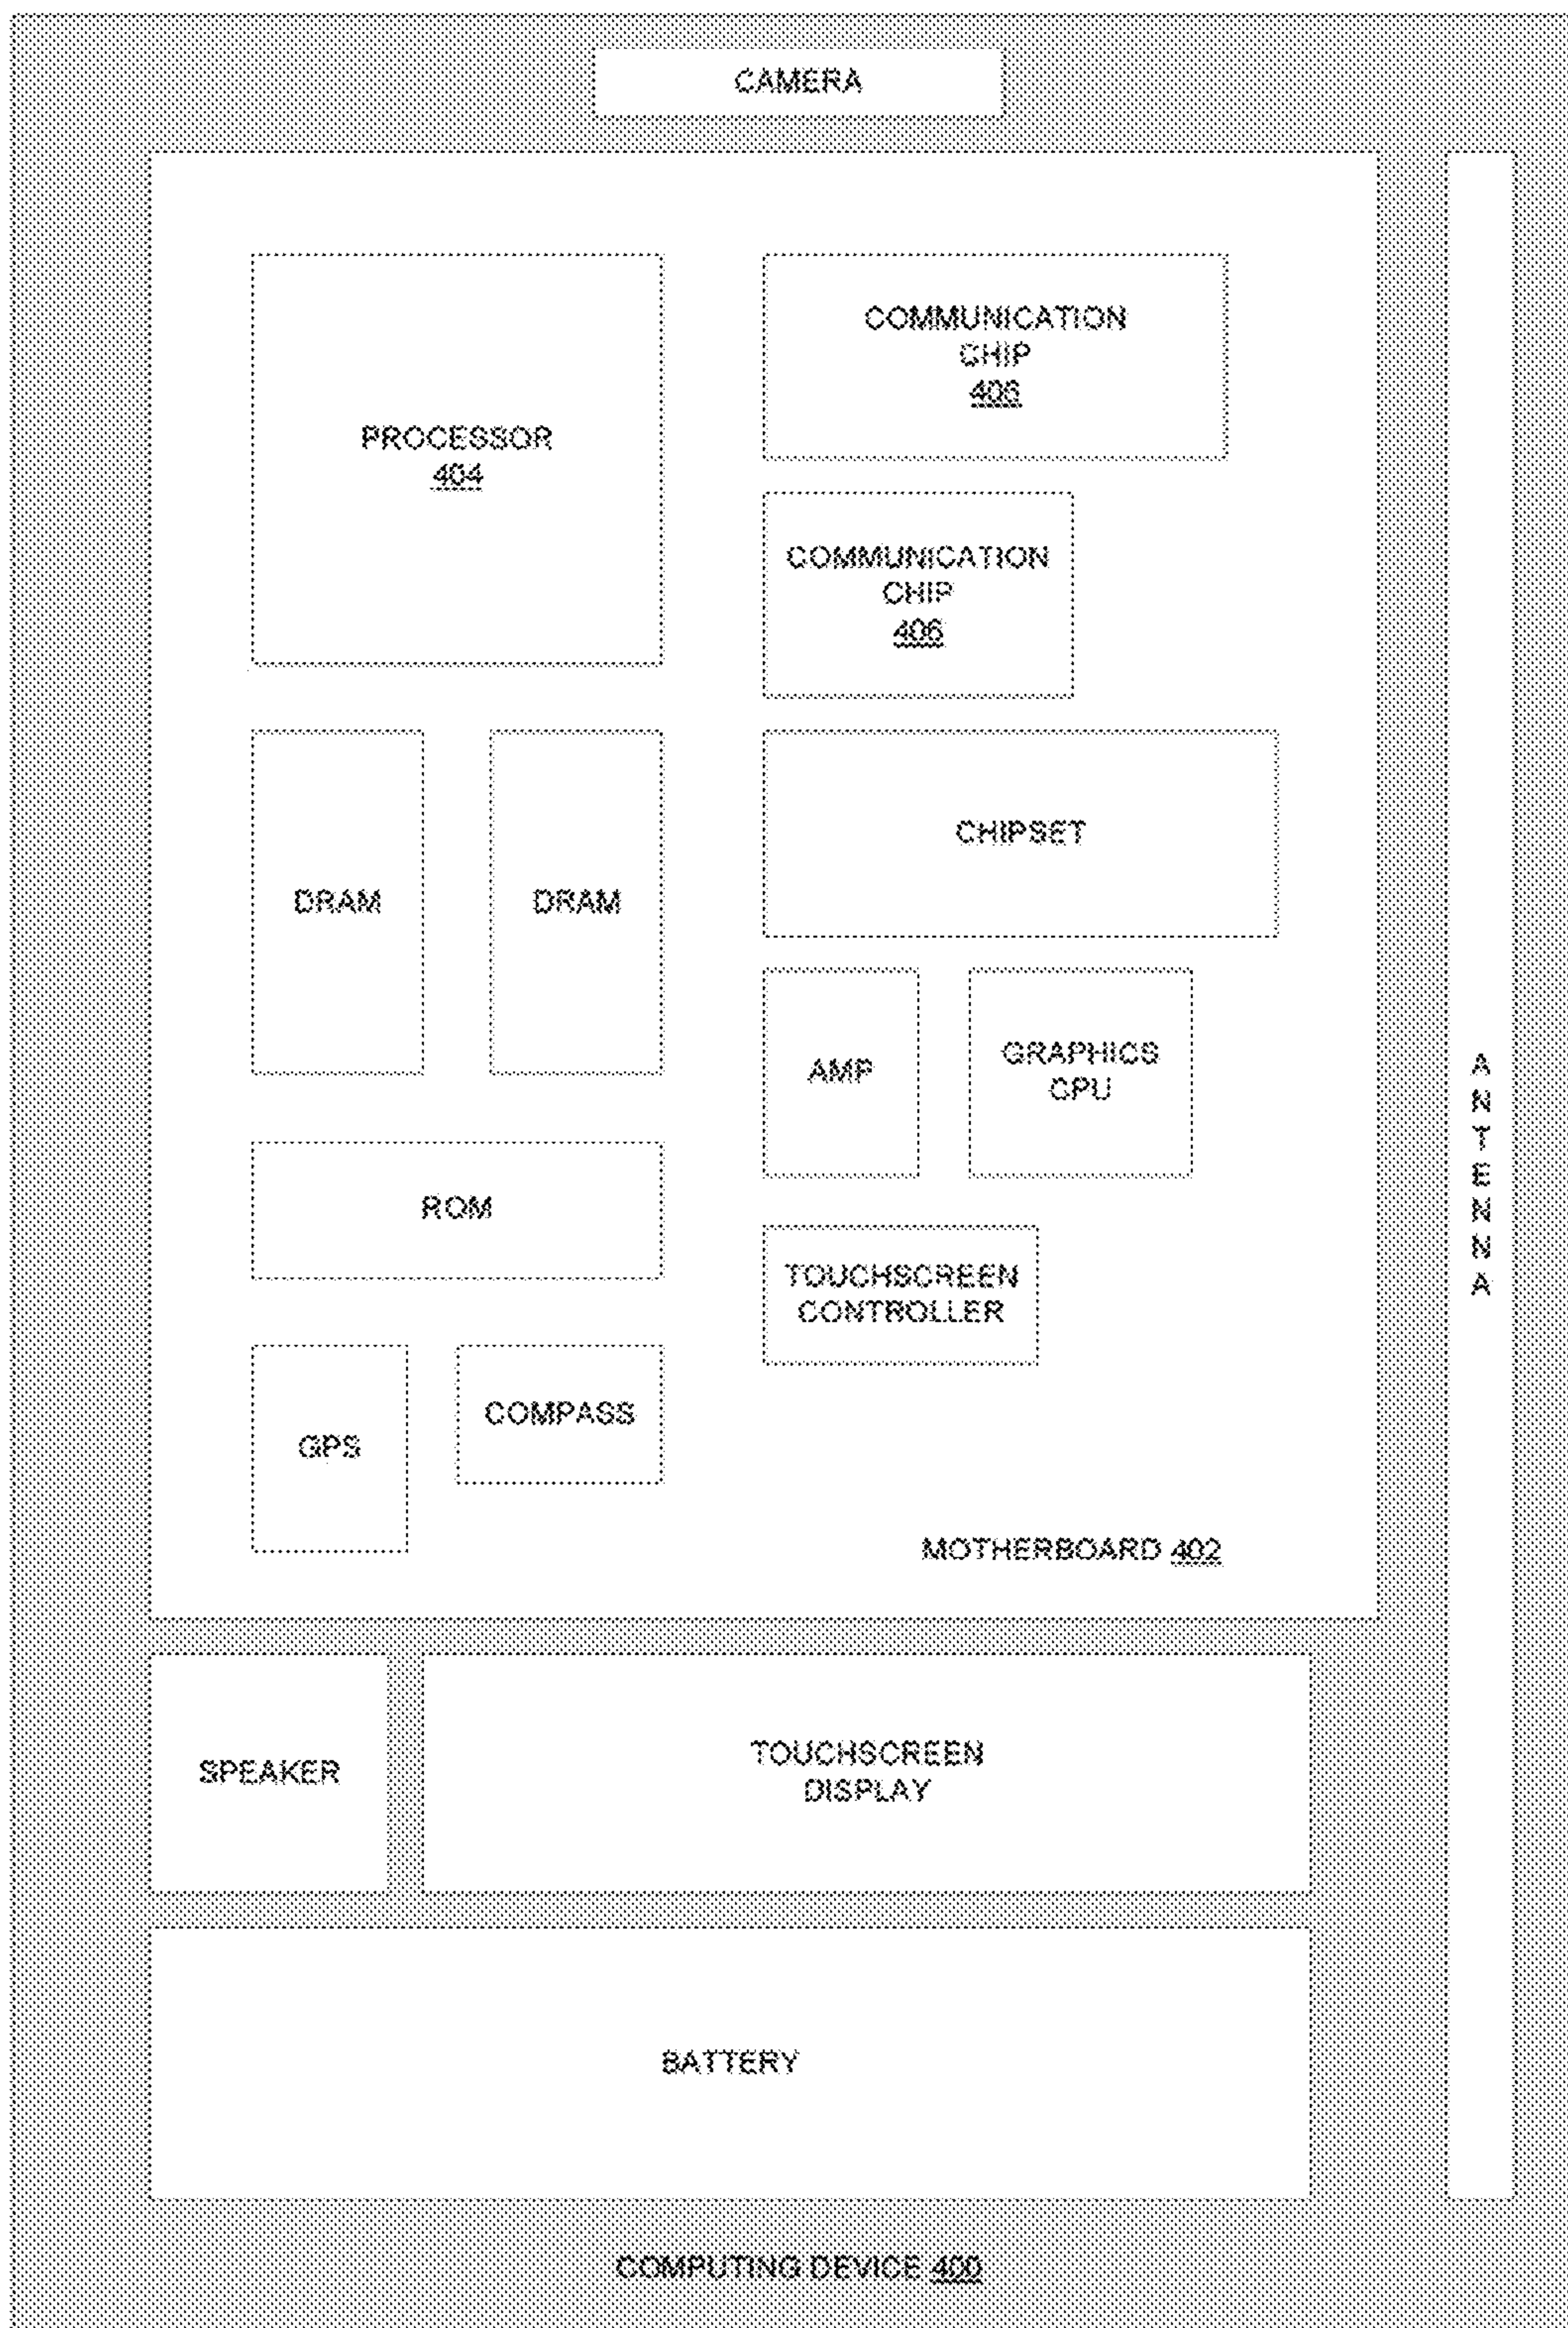 CAMERA
PROCESSOR
404
COMMUNICATION
CHIP
406
COMMUNICATION
CHIP
406
DRAM
DRAM
CHIPSET
AMP
GRAPHICS
CPU
ROM
TOUCHSCREEN
CONTROLLER
GPS
COMPASS
MOTHERBOARD 402
ANTENNA
SPEAKER
TOUCHSCREEN
DISPLAY
BATTERY
COMPUTING DEVICE 400